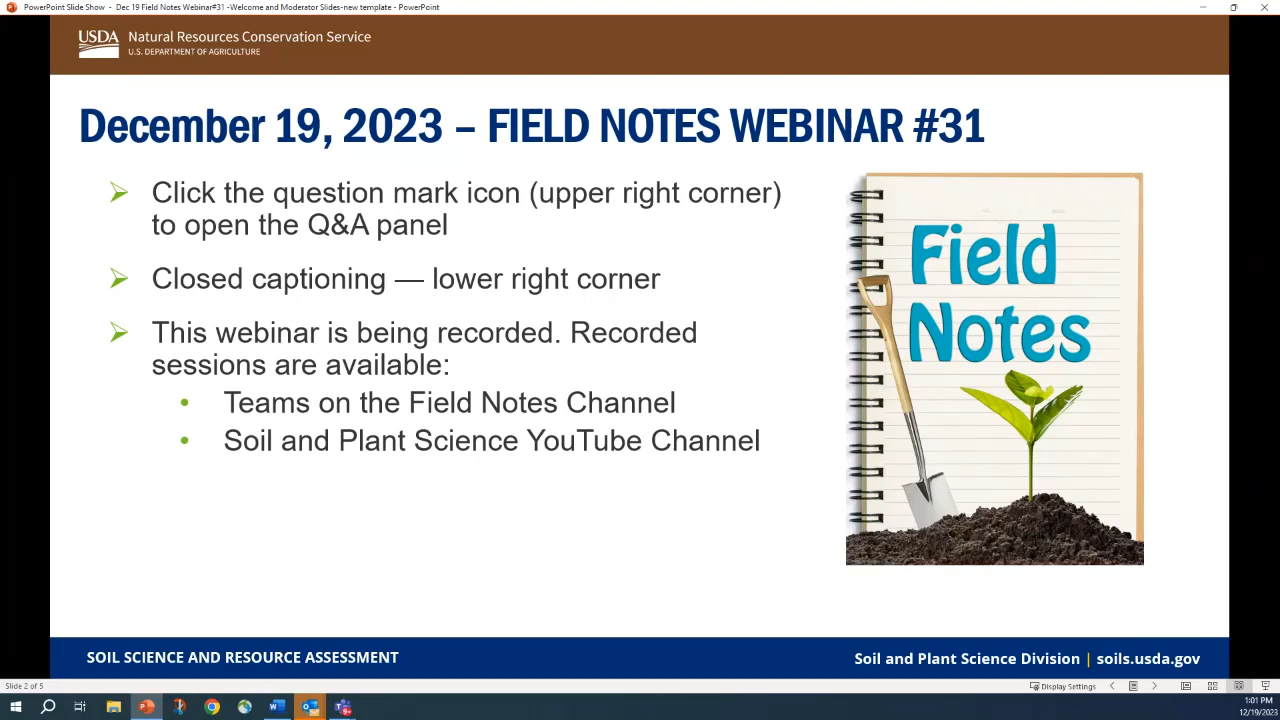 PowerPoint Slide Show - Dec 19 Field Notes Webinar#31 -Welcome and Moderator Slides-new template - PowerPoint
USDA
Natural Resources Conservation Service
U.S. DEPARTMENT OF AGRICULTURE
December 19, 2023 – FIELD NOTES WEBINAR #31
Click the question mark icon (upper right corner)
to open the Q&A panel
Closed captioning — lower right corner
This webinar is being recorded. Recorded
sessions are available:
• Teams on the Field Notes Channel
• Soil and Plant Science YouTube Channel
Field
Notes
SOIL SCIENCE AND RESOURCE ASSESSMENT
Soil and Plant Science Division | soils.usda.gov
Slide 2 of 5
Display Settings
1:01 PM
12/19/2023